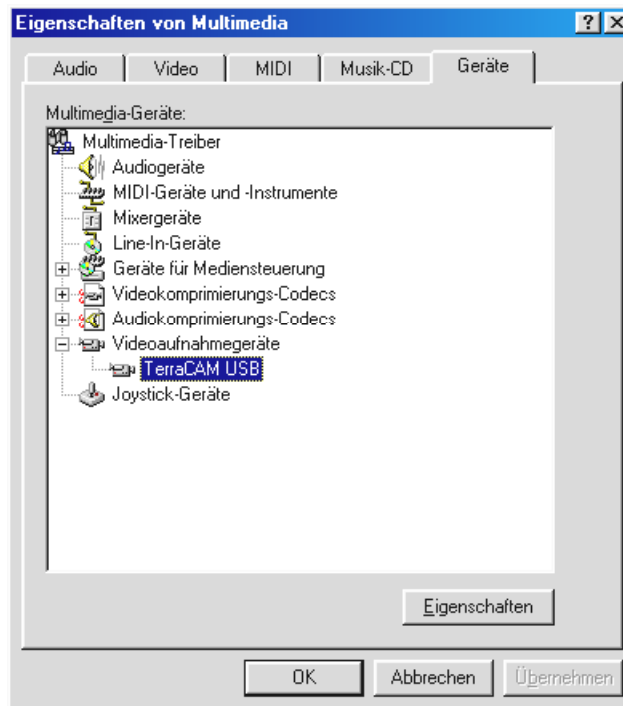 Eigenschaften von Multimedia
Audio Video MIDI Musik-CD Geräte
Multimedia-Geräte:
Multimedia-Treiber
Audiogeräte
MIDI-Geräte und -Instrumente
Mixergeräte
Line-In-Geräte
Geräte für Mediensteuerung
Videokomprimierungs-Codecs
Audiokomprimierungs-Codecs
Videoaufnahmegeräte
TerraCAM USB
Joystick-Geräte
Eigenschaften
OK Abbrechen Übernehmen